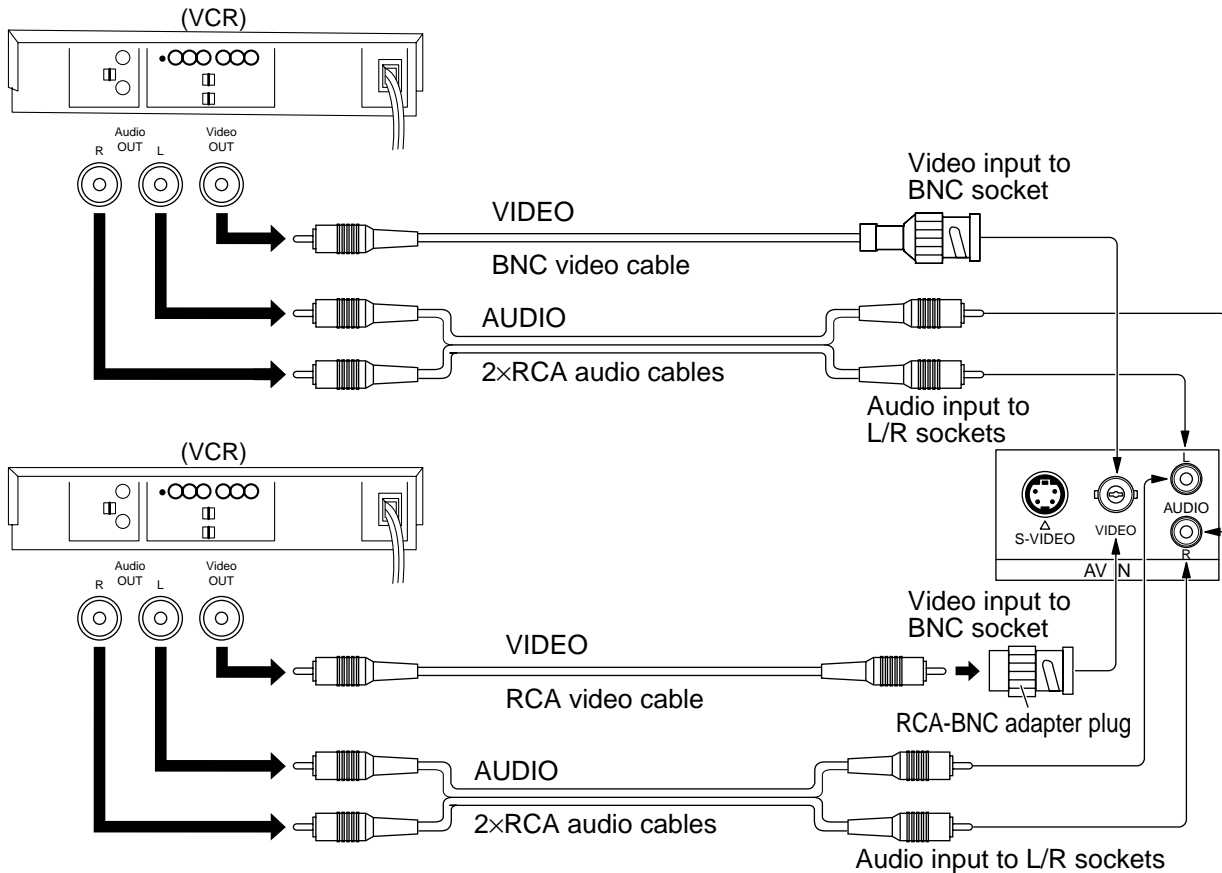 (VCR)
Audio
OUT
R
L
Video
OUT
VIDEO
BNC video cable
Video input to
BNC socket
AUDIO
2×RCA audio cables
Audio input to
L/R sockets
(VCR)
L
AUDIO
R
S-VIDEO
VIDEO
AV IN
Audio
OUT
R
L
Video
OUT
VIDEO
RCA video cable
Video input to
BNC socket
RCA-BNC adapter plug
AUDIO
2×RCA audio cables
Audio input to L/R sockets